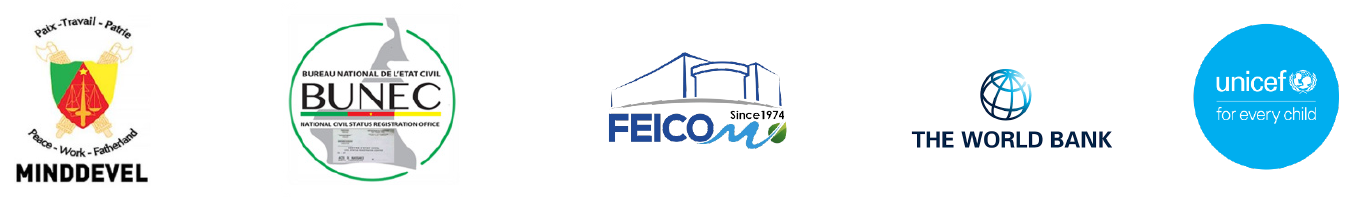 Paix - Travail - Patrie
Peace - Work - Fatherland
MINDDEVEL
BUREAU NATIONAL DE L'ETAT CIVIL
BUNEC
NATIONAL CIVIL STATUS REGISTRATION OFFICE
Since1974
FEICOM
THE WORLD BANK
unicef
for every child